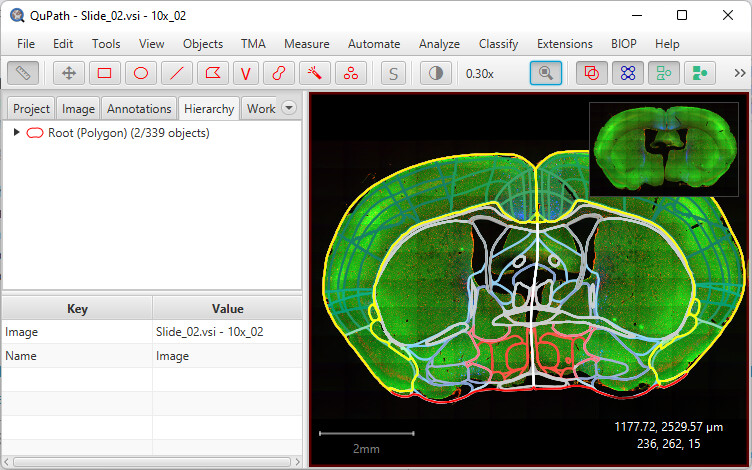 QuPath - Slide_02.vsi - 10x_02
File Edit Tools View Objects TMA Measure Automate Analyze Classify Extensions BIOP Help
V S 0.30x »
Project Image Annotations Hierarchy Work
Root (Polygon) (2/339 objects)
Key Value
Image Slide_02.vsi - 10x_02
Name Image
2mm
1177.72, 2529.57 µm
236, 262, 15